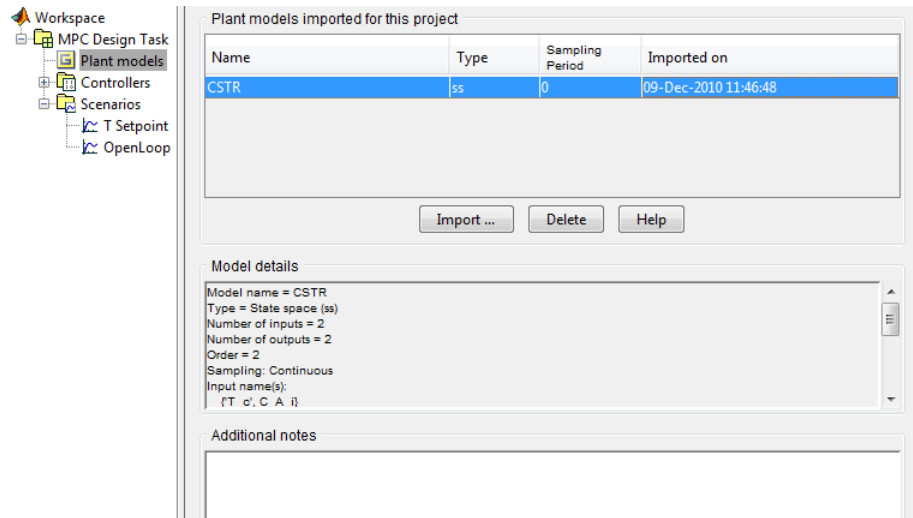 Workspace
MPC Design Task
Plant models
Controllers
Scenarios
T Setpoint
OpenLoop
Plant models imported for this project
Name Type Sampling Period Imported on
CSTR ss 0 09-Dec-2010 11:46:48
Import ... Delete Help
Model details
Model name = CSTR
Type = State space (ss)
Number of inputs = 2
Number of outputs = 2
Order = 2
Sampling: Continuous
Input name(s):
{'T_c', C_A_i}
Additional notes